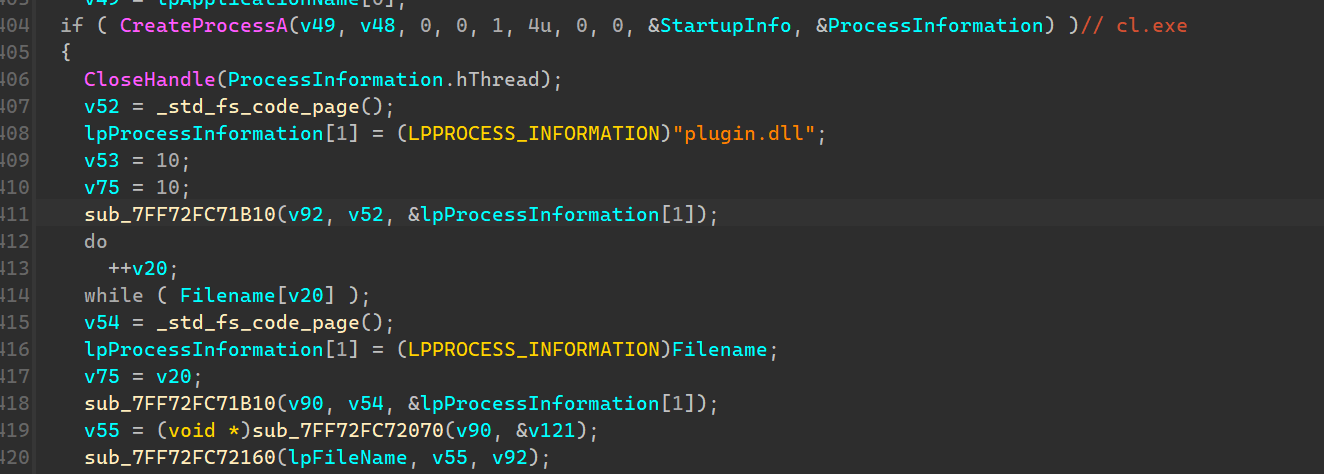 403 v49 = lpApplicationName[0];
404 if ( CreateProcessA(v49, v48, 0, 0, 1, 4u, 0, 0, &StartupInfo, &ProcessInformation) )// cl.exe
405 {
406 CloseHandle(ProcessInformation.hThread);
407 v52 = _std_fs_code_page();
408 lpProcessInformation[1] = (LPPROCESS_INFORMATION)"plugin.dll";
409 v53 = 10;
410 v75 = 10;
411 sub_7FF72FC71B10(v92, v52, &lpProcessInformation[1]);
412 do
413 ++v20;
414 while ( Filename[v20] );
415 v54 = _std_fs_code_page();
416 lpProcessInformation[1] = (LPPROCESS_INFORMATION)Filename;
417 v75 = v20;
418 sub_7FF72FC71B10(v90, v54, &lpProcessInformation[1]);
419 v55 = (void *)sub_7FF72FC72070(v90, &v121);
420 sub_7FF72FC72160(lpFileName, v55, v92);